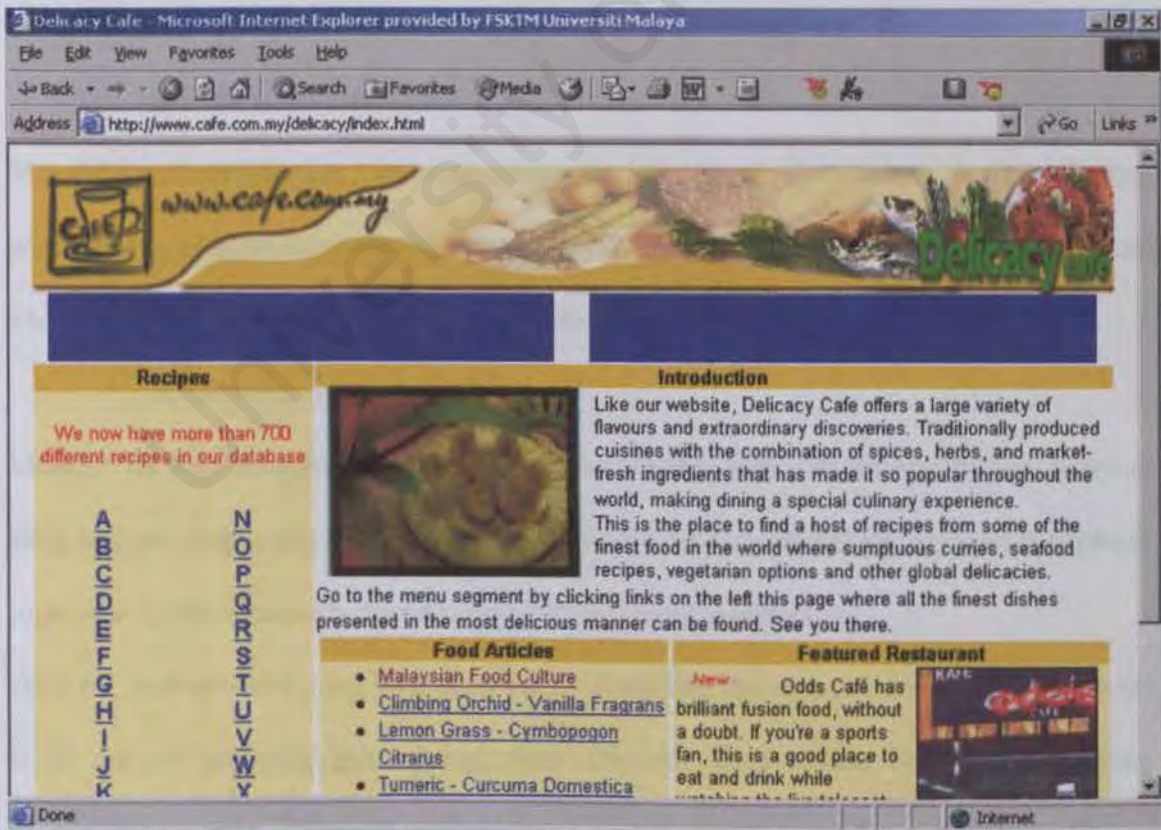 Delicacy Cafe - Microsoft Internet Explorer provided by FSKTM Universiti Malaya
File Edit View Favorites Tools Help
Back Search Favorites Media
Address http://www.cafe.com.my/delicacy/index.html Go Links »
CAFE
www.cafe.com.my
Delicacy cafe
Recipes
We now have more than 700
different recipes in our database
A N
B O
C P
D Q
E R
F S
G T
H U
I V
J W
K X
Introduction
Like our website, Delicacy Cafe offers a large variety of
flavours and extraordinary discoveries. Traditionally produced
cuisines with the combination of spices, herbs, and market-
fresh ingredients that has made it so popular throughout the
world, making dining a special culinary experience.
This is the place to find a host of recipes from some of the
finest food in the world where sumptuous curries, seafood
recipes, vegetarian options and other global delicacies.
Go to the menu segment by clicking links on the left this page where all the finest dishes
presented in the most delicious manner can be found. See you there.
Food Articles
Malaysian Food Culture
Climbing Orchid - Vanilla Fragrans
Lemon Grass - Cymbopogon
Citrarus
Tumeric - Curcuma Domestica
Featured Restaurant
New Odds Café has
brilliant fusion food, without
a doubt. If you're a sports
fan, this is a good place to
eat and drink while
KAFE
Odds
CAFE
Done Internet
University of